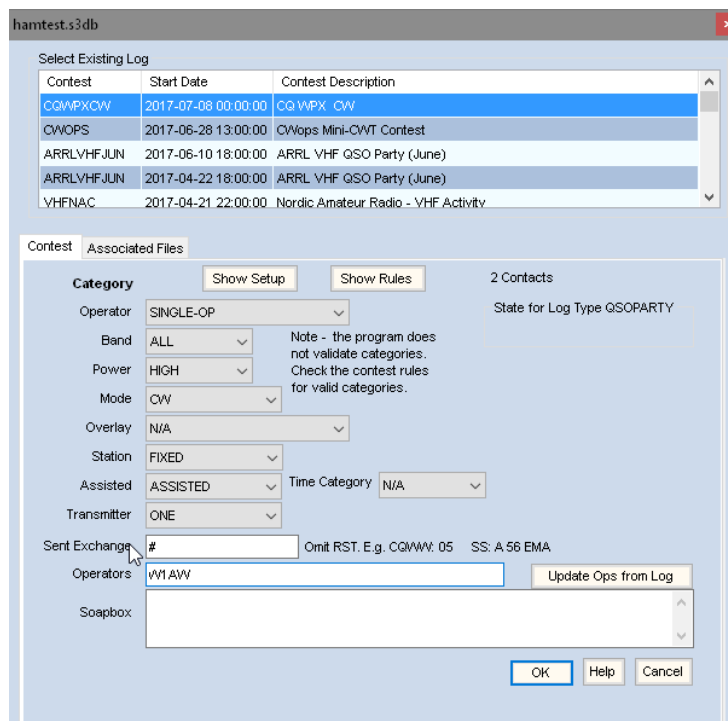 hamtest.s3db
Select Existing Log
Contest Start Date Contest Description
CQWPXCW 2017-07-08 00:00:00 CQ WPX CW
CWOPS 2017-06-28 13:00:00 CWops Mini-CWT Contest
ARRLVHFJUN 2017-06-10 18:00:00 ARRL VHF QSO Party (June)
ARRLVHFJUN 2017-04-22 18:00:00 ARRL VHF QSO Party (June)
VHFNAC 2017-04-21 22:00:00 Nordic Amateur Radio - VHF Activity
Contest Associated Files
Category Show Setup Show Rules 2 Contacts
Operator SINGLE-OP State for Log Type QSOPARTY
Band ALL Note - the program does
not validate categories.
Power HIGH Check the contest rules
for valid categories.
Mode CW
Overlay N/A
Station FIXED
Assisted ASSISTED Time Category N/A
Transmitter ONE
Sent Exchange # Omit RST. E.g. CQWW: 05 SS: A 56 EMA
Operators W1AW Update Ops from Log
Soapbox
OK Help Cancel